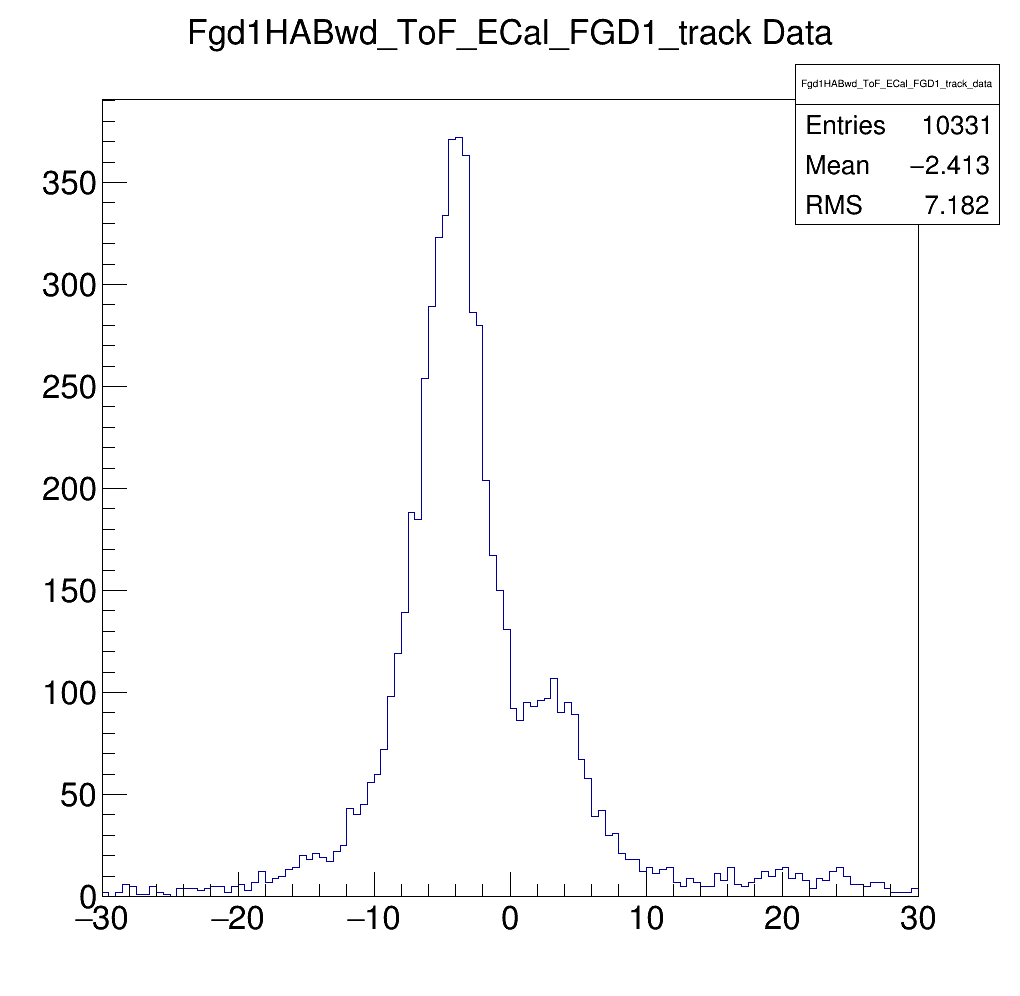 Fgd1HABwd_ToF_ECal_FGD1_track Data
Fgd1HABwd_ToF_ECal_FGD1_track_data
Entries 10331
Mean −2.413
RMS 7.182
350
300
250
200
150
100
50
0
−30 −20 −10 0 10 20 30